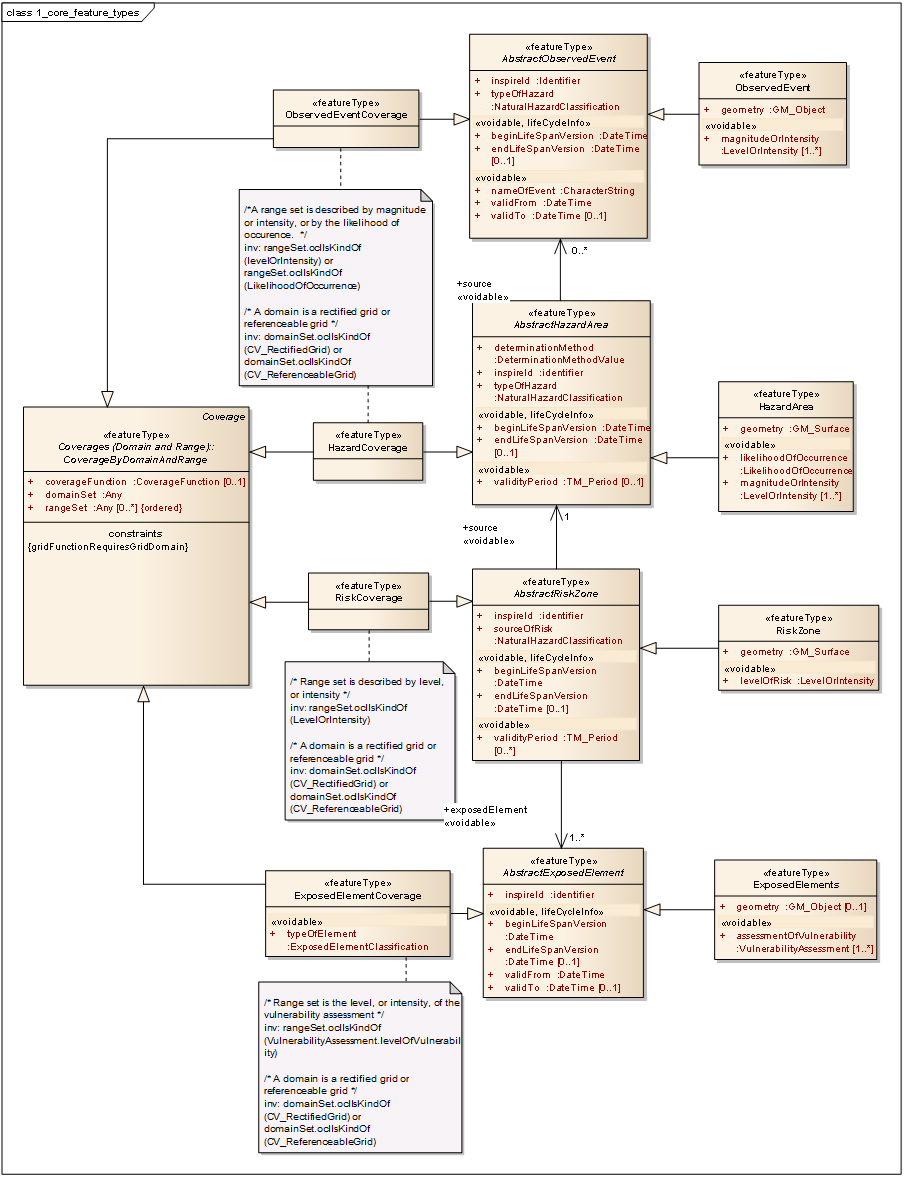 class 1_core_feature_types
«featureType»
AbstractObservedEvent
+ inspireId :Identifier
+ typeOfHazard
:NaturalHazardClassification
«voidable, lifeCycleInfo»
+ beginLifeSpanVersion :DateTime
+ endLifeSpanVersion :DateTime
[0..1]
«voidable»
+ nameOfEvent :CharacterString
+ validFrom :DateTime
+ validTo :DateTime [0..1]
«featureType»
ObservedEvent
+ geometry :GM_Object
«voidable»
+ magnitudeOrIntensity
:LevelOrIntensity [1..*]
«featureType»
ObservedEventCoverage
/*A range set is described by magnitude
or intensity, or by the likelihood of
occurence. */
inv: rangeSet.oclIsKindOf
(levelOrIntensity) or
rangeSet.oclIsKindOf
(LikelihoodOfOccurrence)
/* A domain is a rectified grid or
referenceable grid */
inv: domainSet.oclIsKindOf
(CV_RectifiedGrid) or
domainSet.oclIsKindOf
(CV_ReferenceableGrid)
0..*
+source
«voidable»
«featureType»
AbstractHazardArea
+ determinationMethod
:DeterminationMethodValue
+ inspireId :identifier
+ typeOfHazard
:NaturalHazardClassification
«voidable, lifeCycleInfo»
+ beginLifeSpanVersion :DateTime
+ endLifeSpanVersion :DateTime
[0..1]
«voidable»
+ validityPeriod :TM_Period [0..1]
«featureType»
HazardArea
+ geometry :GM_Surface
«voidable»
+ likelihoodOfOccurrence
:LikelihoodOfOccurrence
+ magnitudeOrIntensity
:LevelOrIntensity [1..*]
Coverage
«featureType»
Coverages (Domain and Range)::
CoverageByDomainAndRange
+ coverageFunction :CoverageFunction [0..1]
+ domainSet :Any
+ rangeSet :Any [0..*] {ordered}
constraints
{gridFunctionRequiresGridDomain}
«featureType»
HazardCoverage
1
+source
«voidable»
«featureType»
RiskCoverage
«featureType»
AbstractRiskZone
+ inspireId :identifier
+ sourceOfRisk
:NaturalHazardClassification
«voidable, lifeCycleInfo»
+ beginLifeSpanVersion
:DateTime
+ endLifeSpanVersion
:DateTime [0..1]
«voidable»
+ validityPeriod :TM_Period
[0..*]
«featureType»
RiskZone
+ geometry :GM_Surface
«voidable»
+ levelOfRisk :LevelOrIntensity
/* Range set is described by level,
or intensity */
inv: rangeSet.oclIsKindOf
(LevelOrIntensity)
/* A domain is a rectified grid or
referenceable grid */
inv: domainSet.oclIsKindOf
(CV_RectifiedGrid) or
domainSet.oclIsKindOf
(CV_ReferenceableGrid)
+exposedElement
«voidable»
1..*
«featureType»
AbstractExposedElement
+ inspireId :identifier
«voidable, lifeCycleInfo»
+ beginLifeSpanVersion
:DateTime
+ endLifeSpanVersion
:DateTime [0..1]
+ validFrom :DateTime
+ validTo :DateTime [0..1]
«featureType»
ExposedElements
+ geometry :GM_Object [0..1]
«voidable»
+ assessmentOfVulnerability
:VulnerabilityAssessment [1..*]
«featureType»
ExposedElementCoverage
«voidable»
+ typeOfElement
:ExposedElementClassification
/* Range set is the level, or intensity, of the
vulnerability assessment */
inv: rangeSet.oclIsKindOf
(VulnerabilityAssessment.levelOfVulnerabil
ity)
/* A domain is a rectified grid or
referenceable grid */
inv: domainSet.oclIsKindOf
(CV_RectifiedGrid) or
domainSet.oclIsKindOf
(CV_ReferenceableGrid)